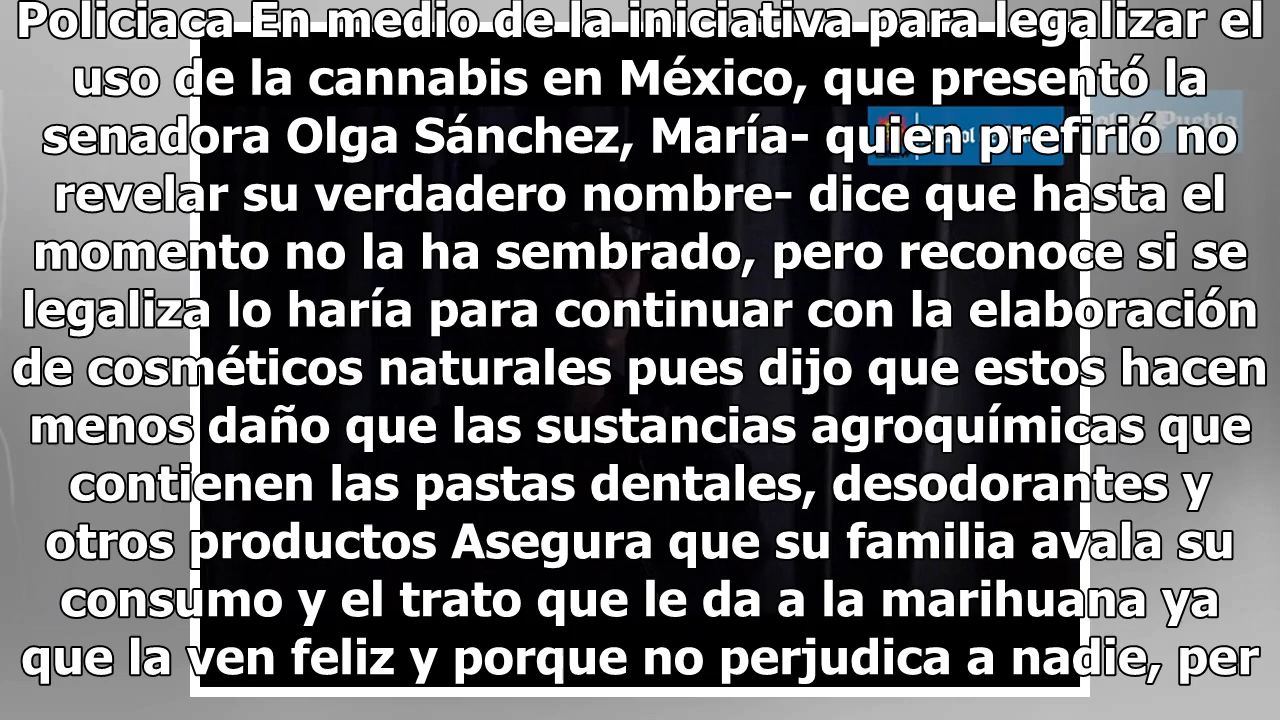 Policiaca En medio de la iniciativa para legalizar el
uso de la cannabis en México, que presentó la
senadora Olga Sánchez, María- quien prefirió no
revelar su verdadero nombre- dice que hasta el
momento no la ha sembrado, pero reconoce si se
legaliza lo haría para continuar con la elaboración
de cosméticos naturales pues dijo que estos hacen
menos daño que las sustancias agroquímicas que
contienen las pastas dentales, desodorantes y
otros productos Asegura que su familia avala su
consumo y el trato que le da a la marihuana ya
que la ven feliz y porque no perjudica a nadie, per
Puebla